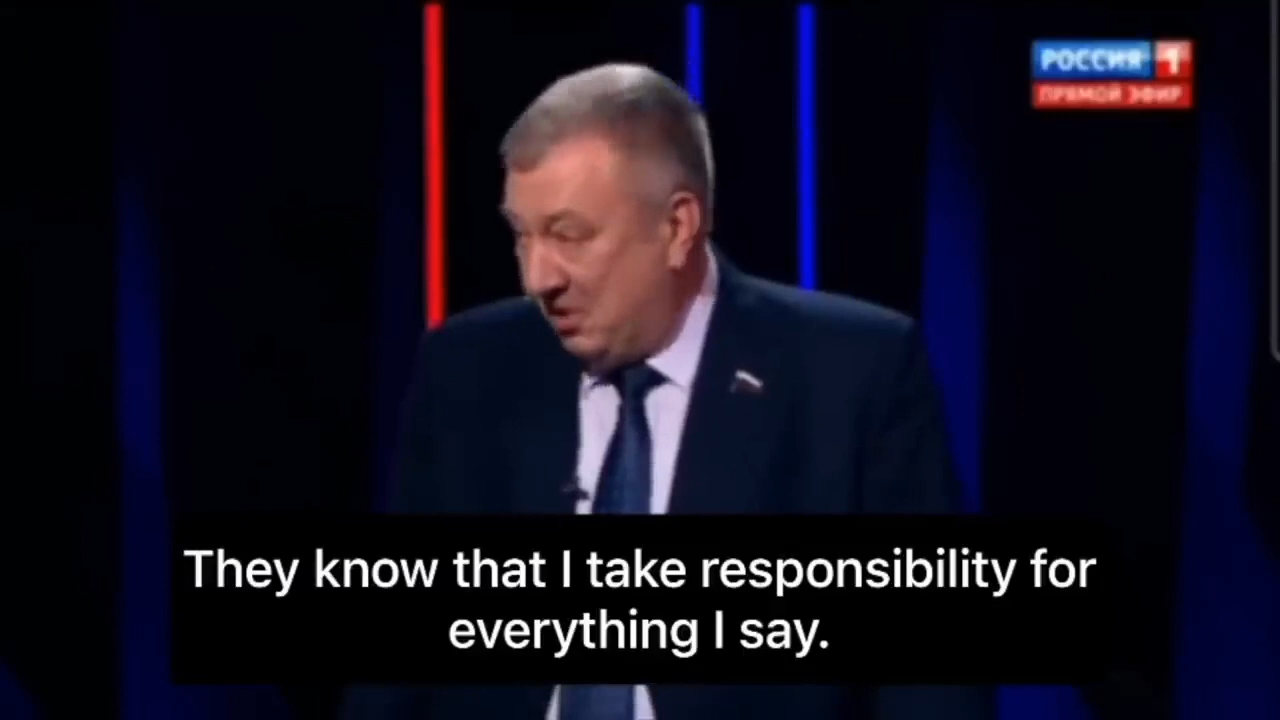 РОССИЯ 1
ПРЯМОЙ ЭФИР
They know that I take responsibility for
everything I say.